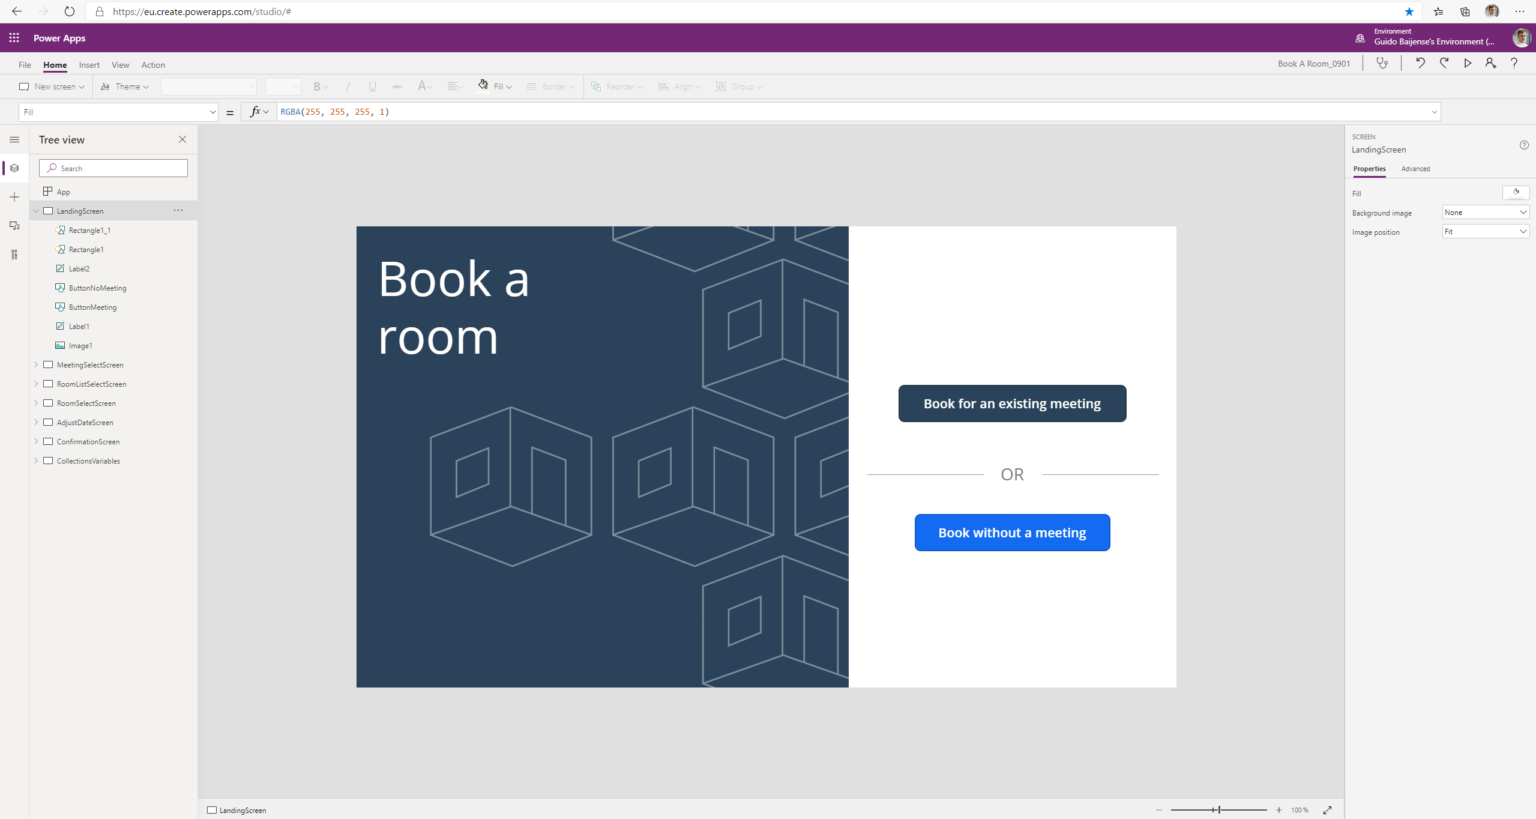 https://eu.create.powerapps.com/studio/#
Power Apps
Environment
Guido Baijense's Environment (...
File Home Insert View Action
Book A Room_0901
New screen Theme B / U abc A Fill Border Reorder Align Group
Fill = fx RGBA(255, 255, 255, 1)
Tree view
Search
App
LandingScreen
Rectangle1_1
Rectangle1
Label2
ButtonNoMeeting
ButtonMeeting
Label1
Image1
MeetingSelectScreen
RoomListSelectScreen
RoomSelectScreen
AdjustDateScreen
ConfirmationScreen
CollectionsVariables
Book a
room
Book for an existing meeting
OR
Book without a meeting
SCREEN
LandingScreen
Properties Advanced
Fill
Background image None
Image position Fit
LandingScreen
100 %